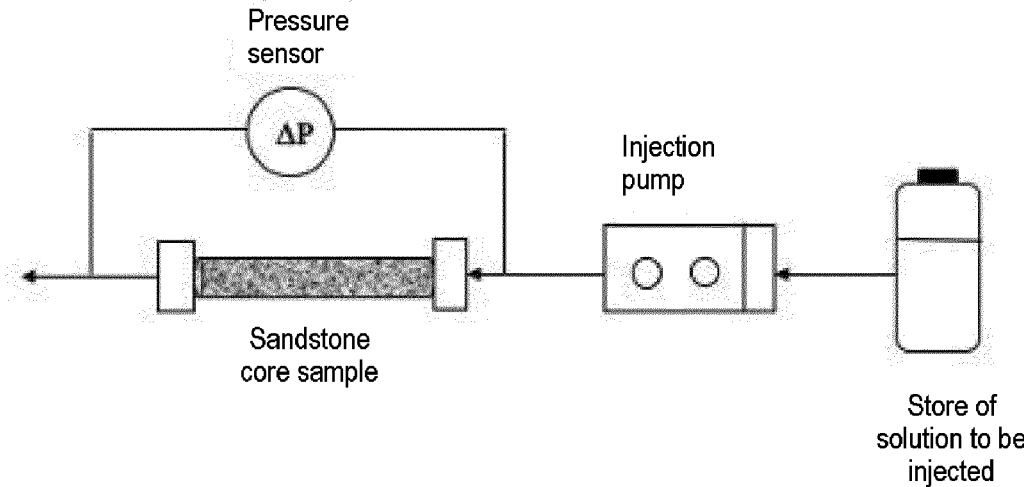 Pressure
sensor
ΔP
Injection
pump
Sandstone
core sample
Store of
solution to be
injected